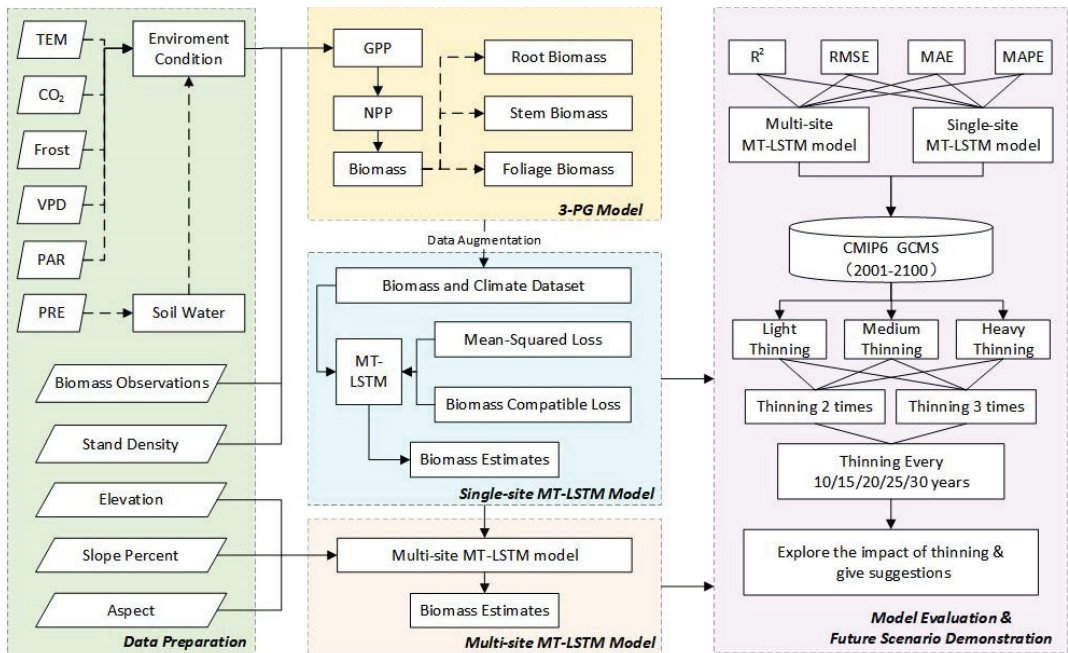 TEM
CO₂
Frost
VPD
PAR
PRE
Enviroment
Condition
Soil Water
Biomass Observations
Stand Density
Elevation
Slope Percent
Aspect
Data Preparation
GPP
NPP
Biomass
Root Biomass
Stem Biomass
Foliage Biomass
3-PG Model
Data Augmentation
Biomass and Climate Dataset
MT-
LSTM
Mean-Squared Loss
Biomass Compatible Loss
Biomass Estimates
Single-site MT-LSTM Model
Multi-site MT-LSTM model
Biomass Estimates
Multi-site MT-LSTM Model
R²
RMSE
MAE
MAPE
Multi-site
MT-LSTM model
Single-site
MT-LSTM model
CMIP6 GCMS
（2001-2100）
Light
Thinning
Medium
Thinning
Heavy
Thinning
Thinning 2 times
Thinning 3 times
Thinning Every
10/15/20/25/30 years
Explore the impact of thinning &
give suggestions
Model Evaluation &
Future Scenario Demonstration